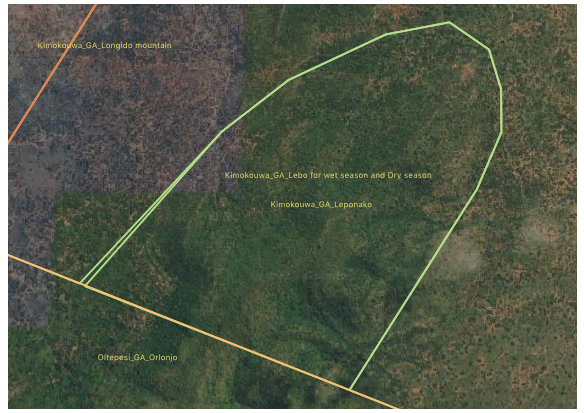 Kimokouwa_GA_Longido mountain
Kimokouwa_GA_Lebo for wet season and Dry season
Kimokouwa_GA_Leponako
Oltepesi_GA_Orlonjo